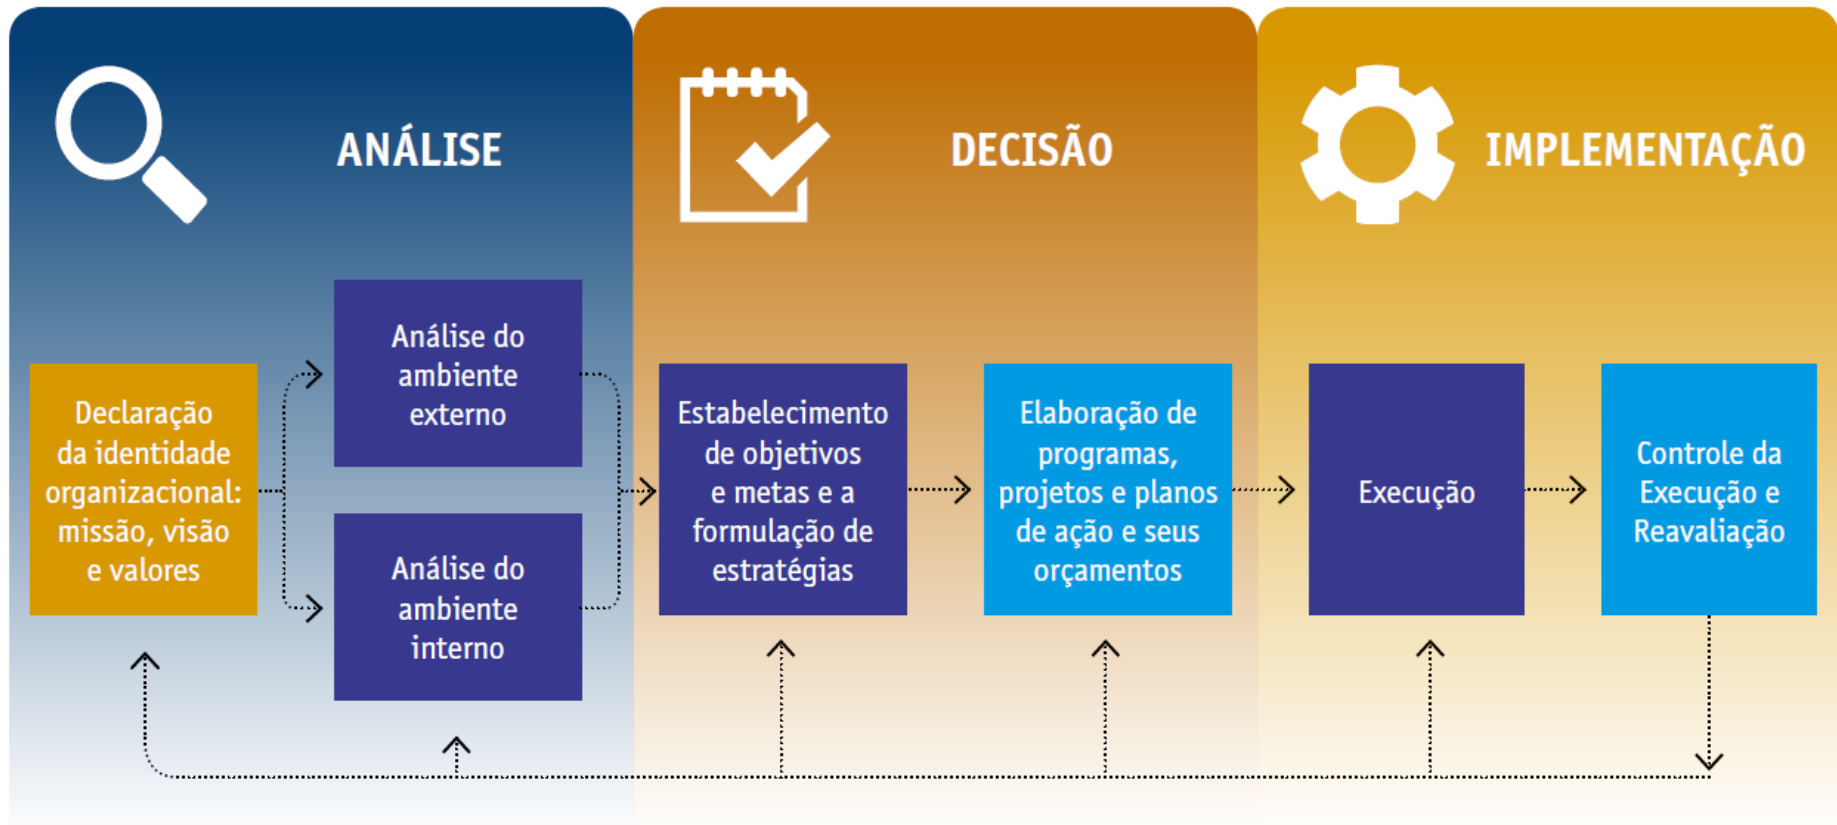 ANÁLISE
DECISÃO
IMPLEMENTAÇÃO
Declaração
da identidade
organizacional:
missão, visão
e valores
Análise do
ambiente
externo
Análise do
ambiente
interno
Estabelecimento
de objetivos
e metas e a
formulação de
estratégias
Elaboração de
programas,
projetos e planos
de ação e seus
orçamentos
Execução
Controle da
Execução e
Reavaliação